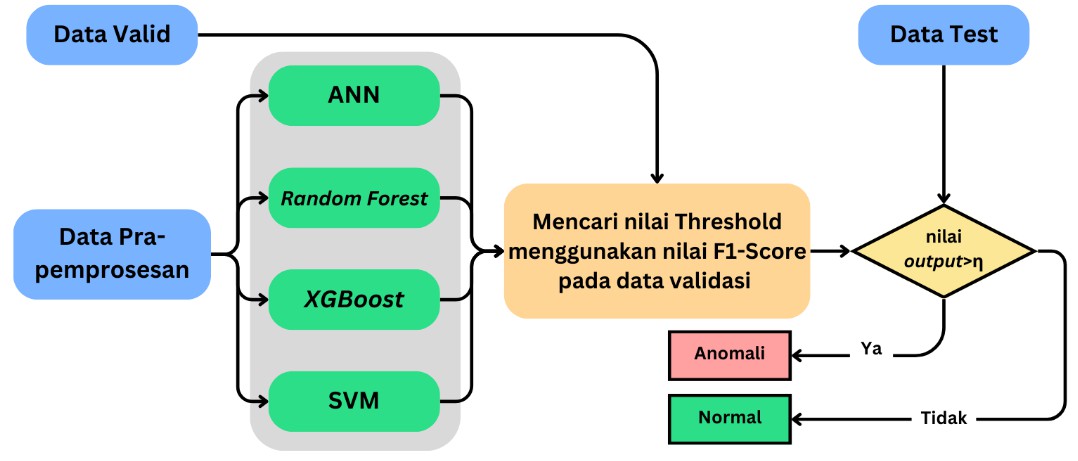 Data Valid
Data Test
ANN
Random Forest
Data Pra-
pemprosesan
XGBoost
SVM
Mencari nilai Threshold
menggunakan nilai F1-Score
pada data validasi
nilai
output>η
Ya
Anomali
Tidak
Normal